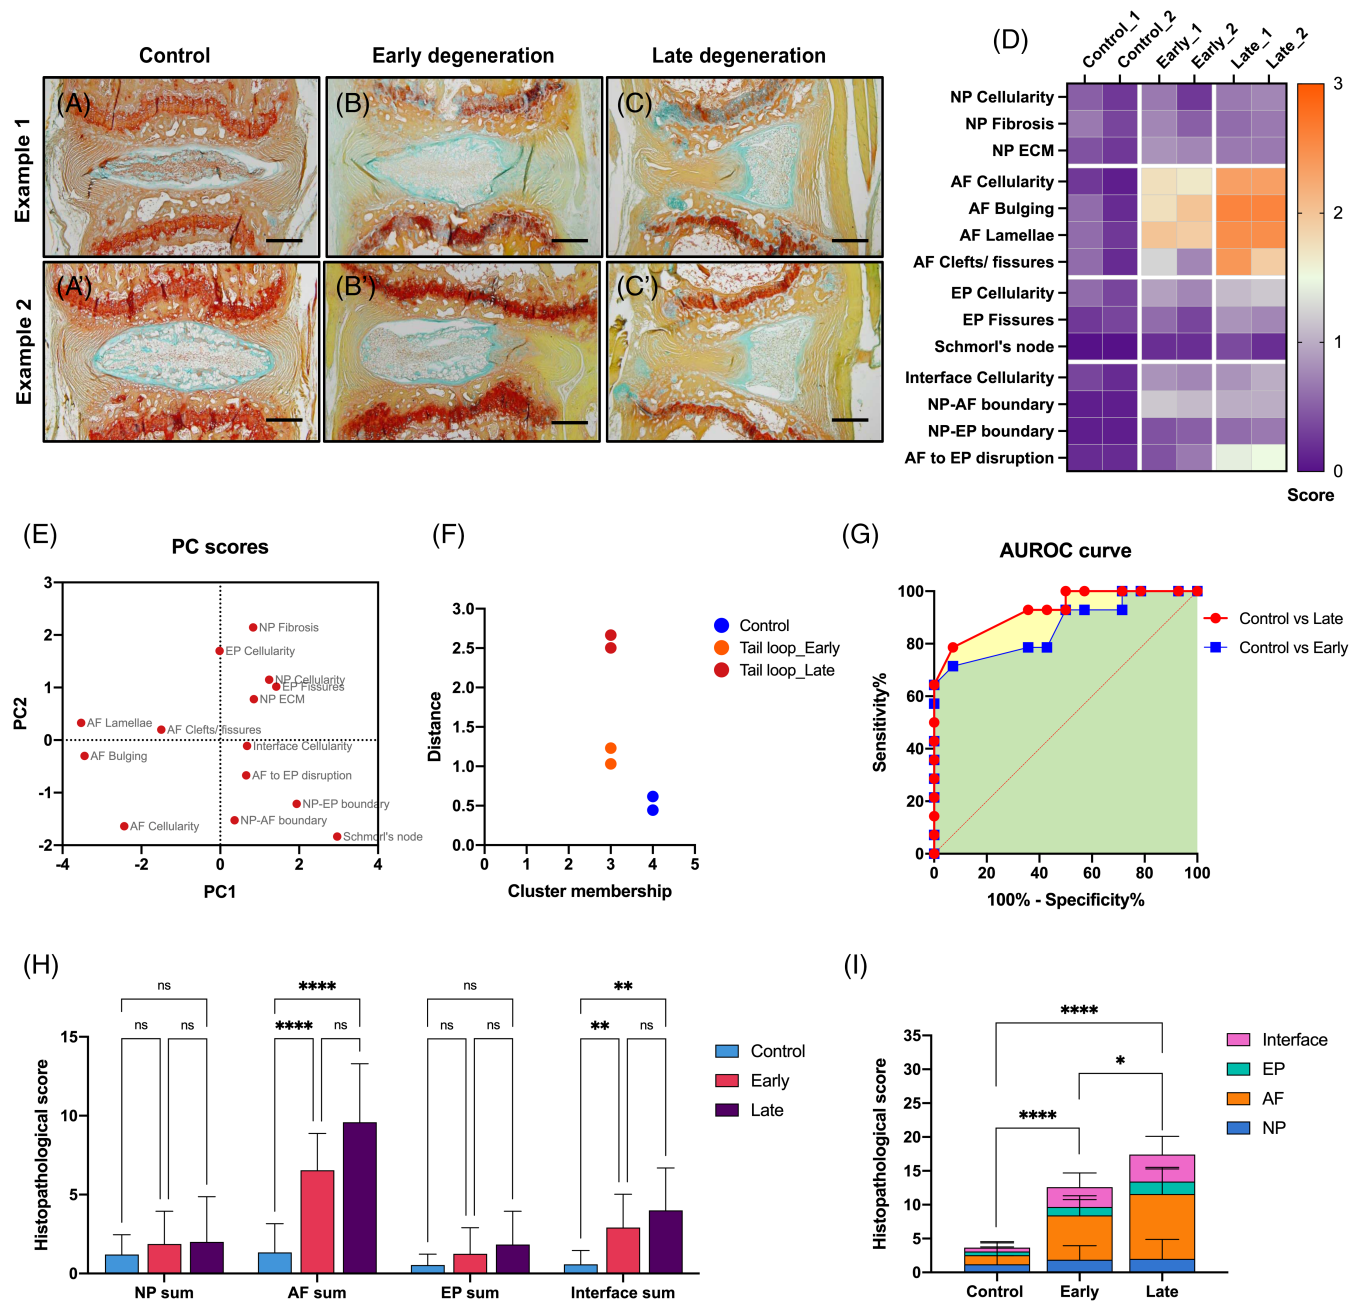 Control
Early degeneration
Late degeneration
Example 1
Example 2
(A)
(B)
(C)
(A')
(B')
(C')
(D)
Control_1
Control_2
Early_1
Early_2
Late_1
Late_2
NP Cellularity
NP Fibrosis
NP ECM
AF Cellularity
AF Bulging
AF Lamellae
AF Clefts/ fissures
EP Cellularity
EP Fissures
Schmorl's node
Interface Cellularity
NP-AF boundary
NP-EP boundary
AF to EP disruption
3
2
1
0
Score
(E)
PC scores
PC2
3
2
1
0
-1
-2
NP Fibrosis
EP Cellularity
NP Cellularity
EP Fissures
NP ECM
AF Lamellae
AF Clefts/ fissures
Interface Cellularity
AF Bulging
AF to EP disruption
NP-EP boundary
NP-AF boundary
AF Cellularity
Schmorl's node
-4
-2
0
2
4
PC1
(F)
Distance
3.0
2.5
2.0
1.5
1.0
0.5
0.0
0
1
2
3
4
5
Cluster membership
Control
Tail loop_Early
Tail loop_Late
(G)
AUROC curve
Sensitivity%
100
80
60
40
20
0
0
20
40
60
80
100
100% - Specificity%
Control vs Late
Control vs Early
(H)
Histopathological score
15
10
5
0
ns
ns
ns
****
****
ns
ns
ns
ns
**
**
ns
NP sum
AF sum
EP sum
Interface sum
Control
Early
Late
(I)
Histopathological score
35
30
25
20
15
10
5
0
****
*
****
Control
Early
Late
Interface
EP
AF
NP